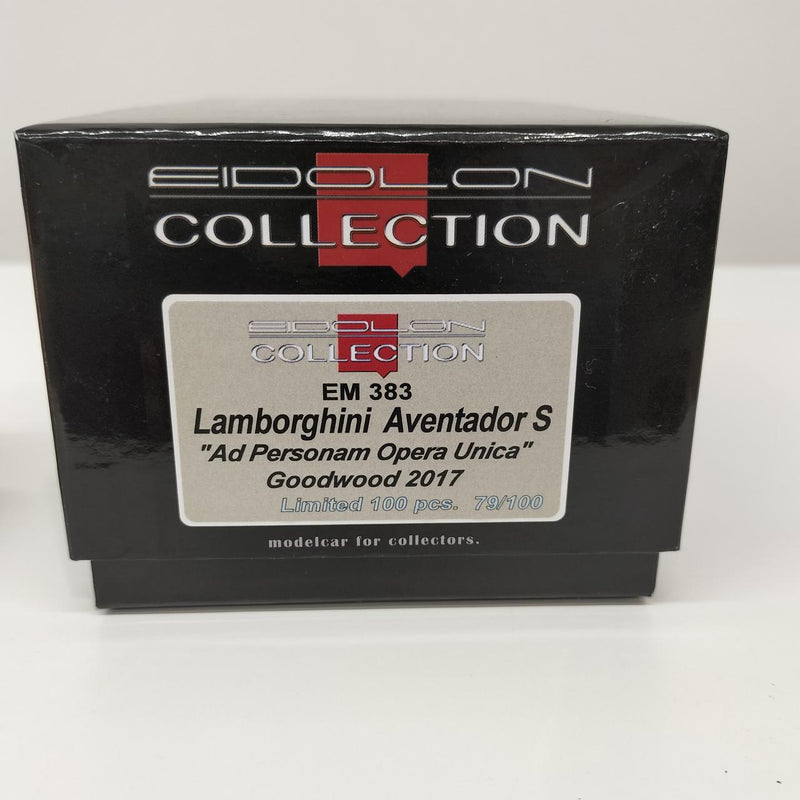 EIDOLON
COLLECTION
EIDOLON
COLLECTION
EM 383
Lamborghini Aventador S
"Ad Personam Opera Unica"
Goodwood 2017
Limited 100 pcs. 79/100
modelcar for collectors.